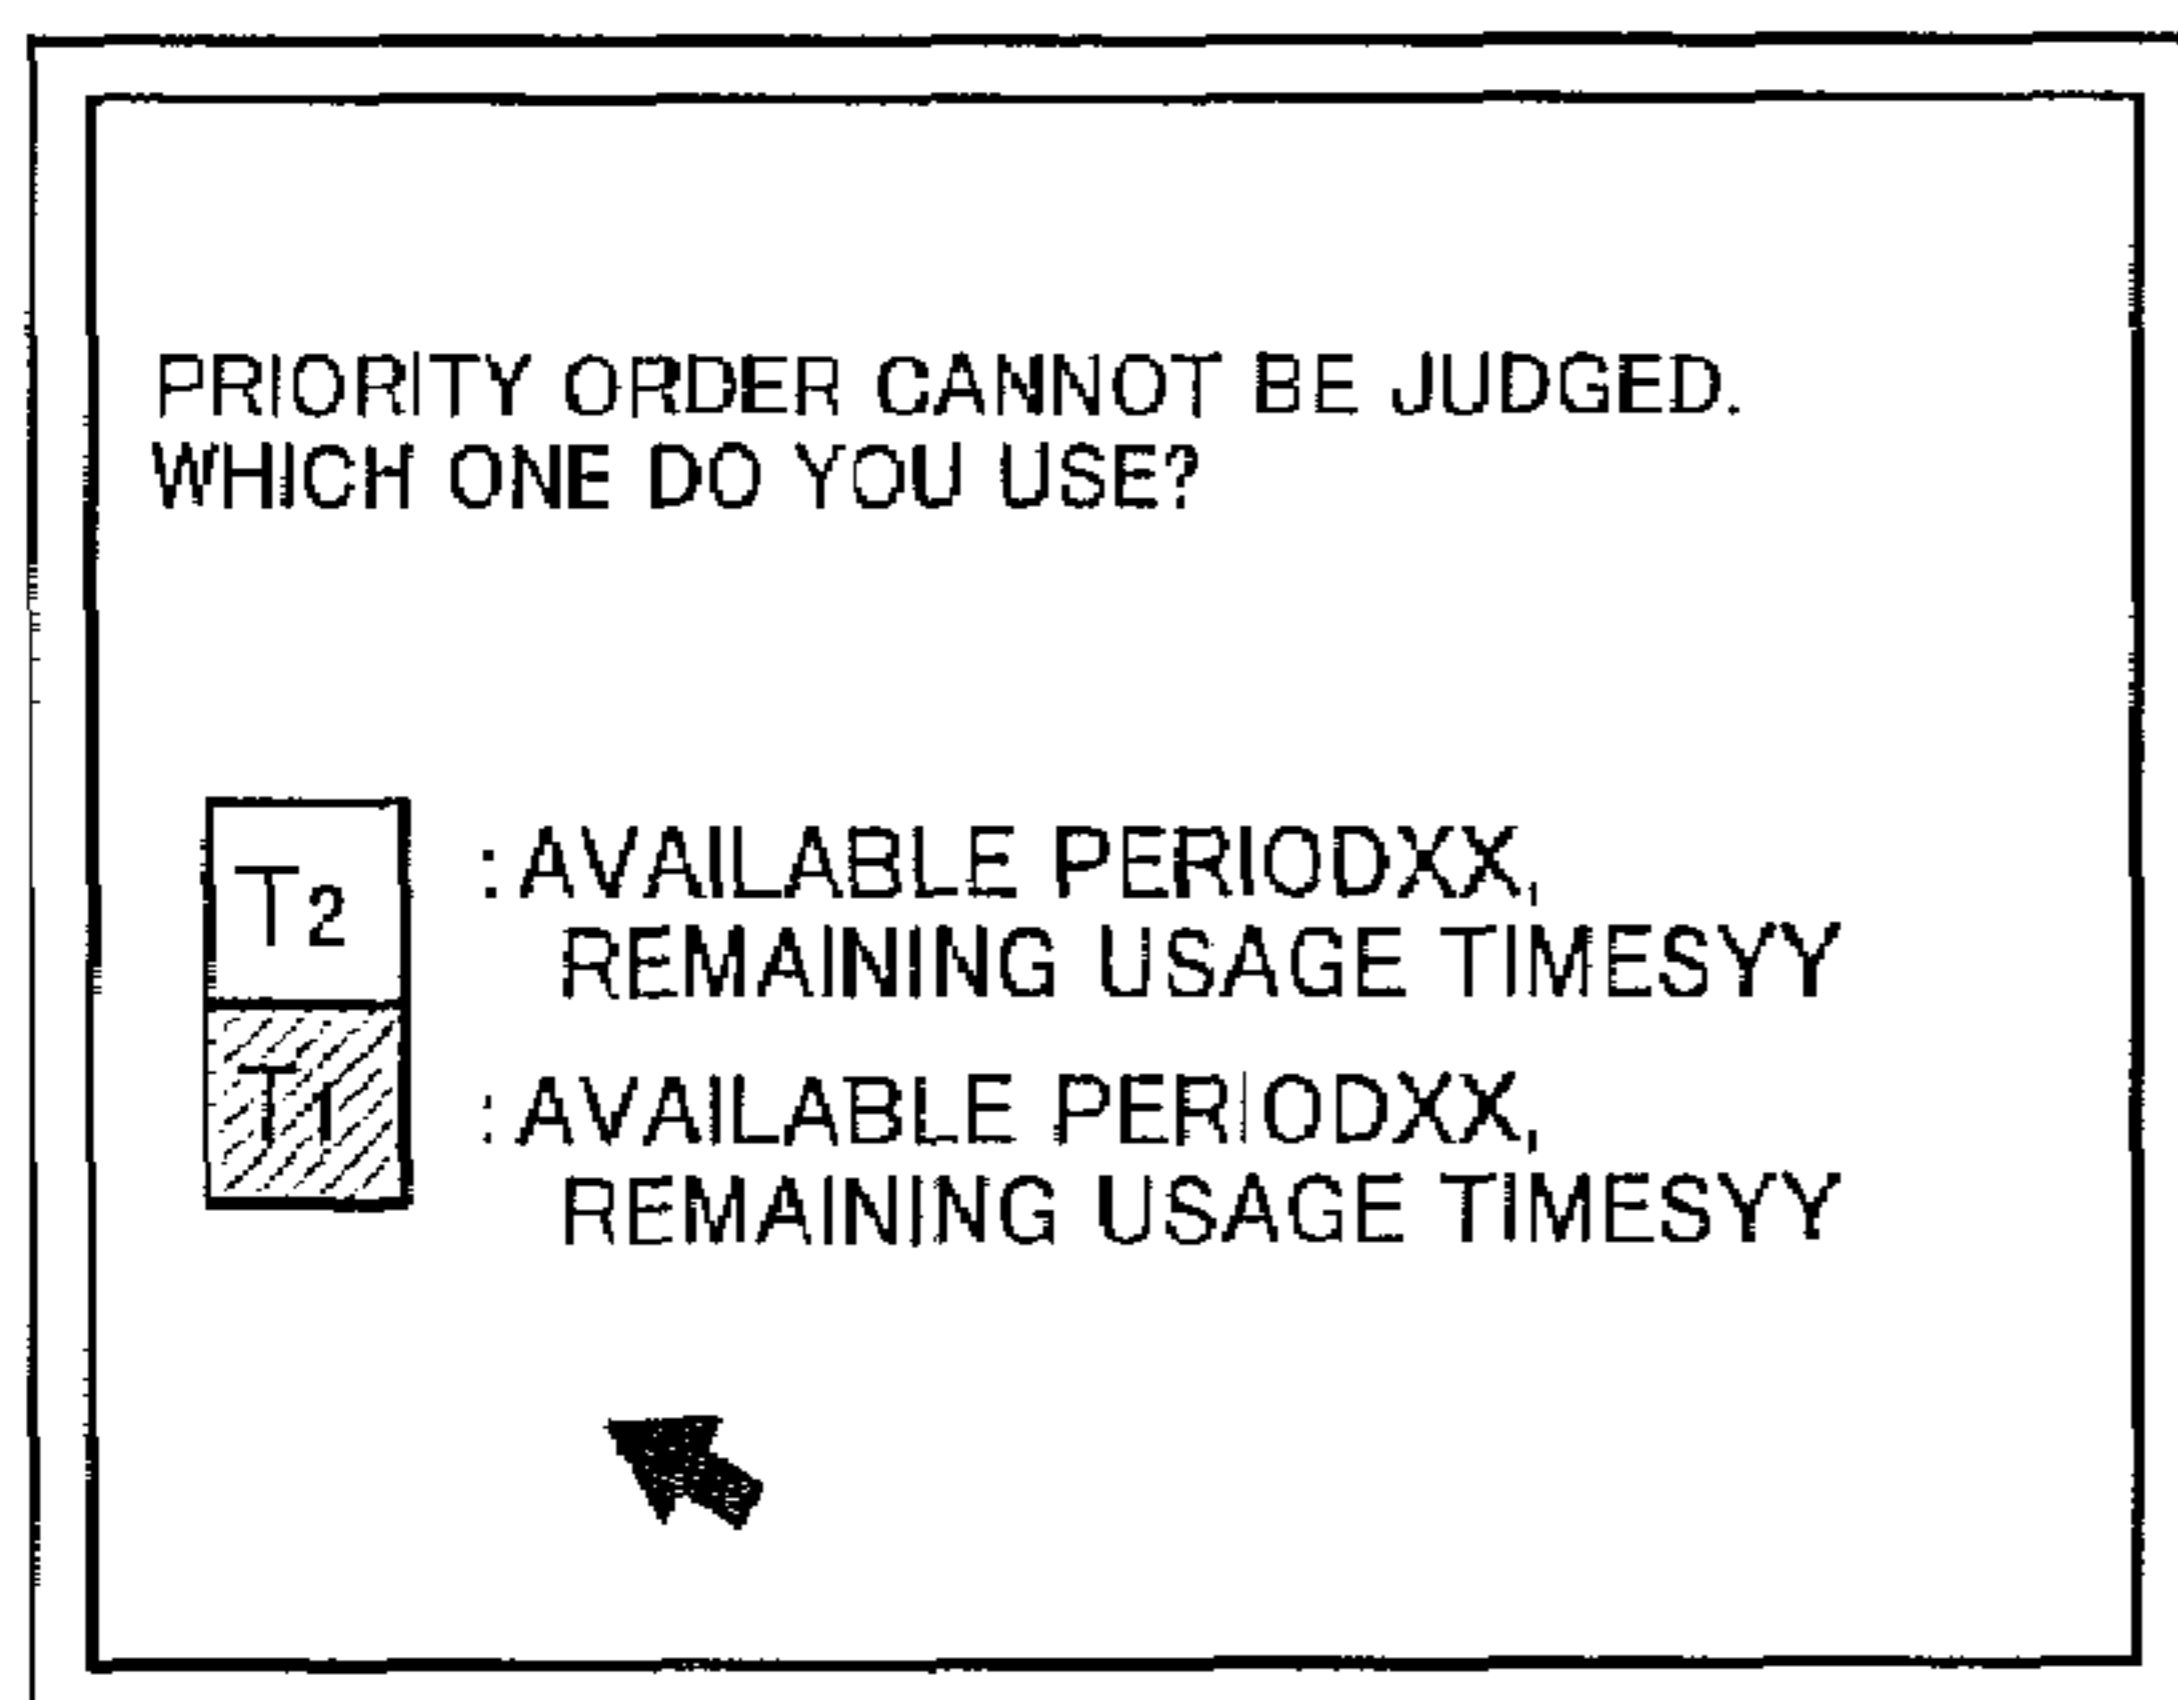 PRIORITY ORDER CANNOT BE JUDGED.
WHICH ONE DO YOU USE?
T2 : AVAILABLE PERIODXX,
REMAINING USAGE TIMESYY
T1 : AVAILABLE PERIODXX,
REMAINING USAGE TIMESYY